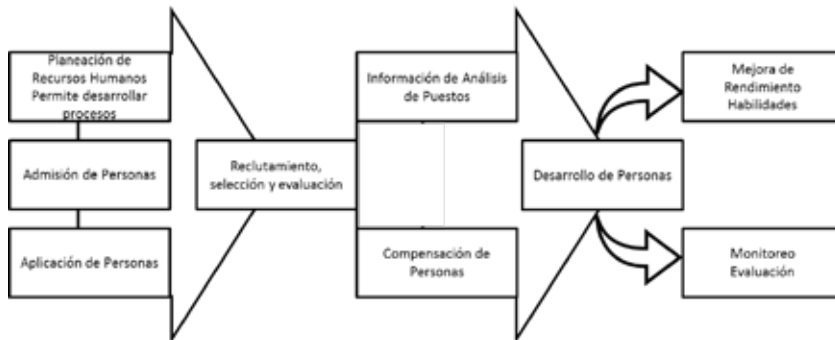 Planeación de
Recursos Humanos
Permite desarrollar
procesos
Admisión de Personas
Aplicación de Personas
Reclutamiento,
selección y evaluación
Información de Análisis
de Puestos
Compensación de
Personas
Desarrollo de Personas
Mejora de
Rendimiento
Habilidades
Monitoreo
Evaluación